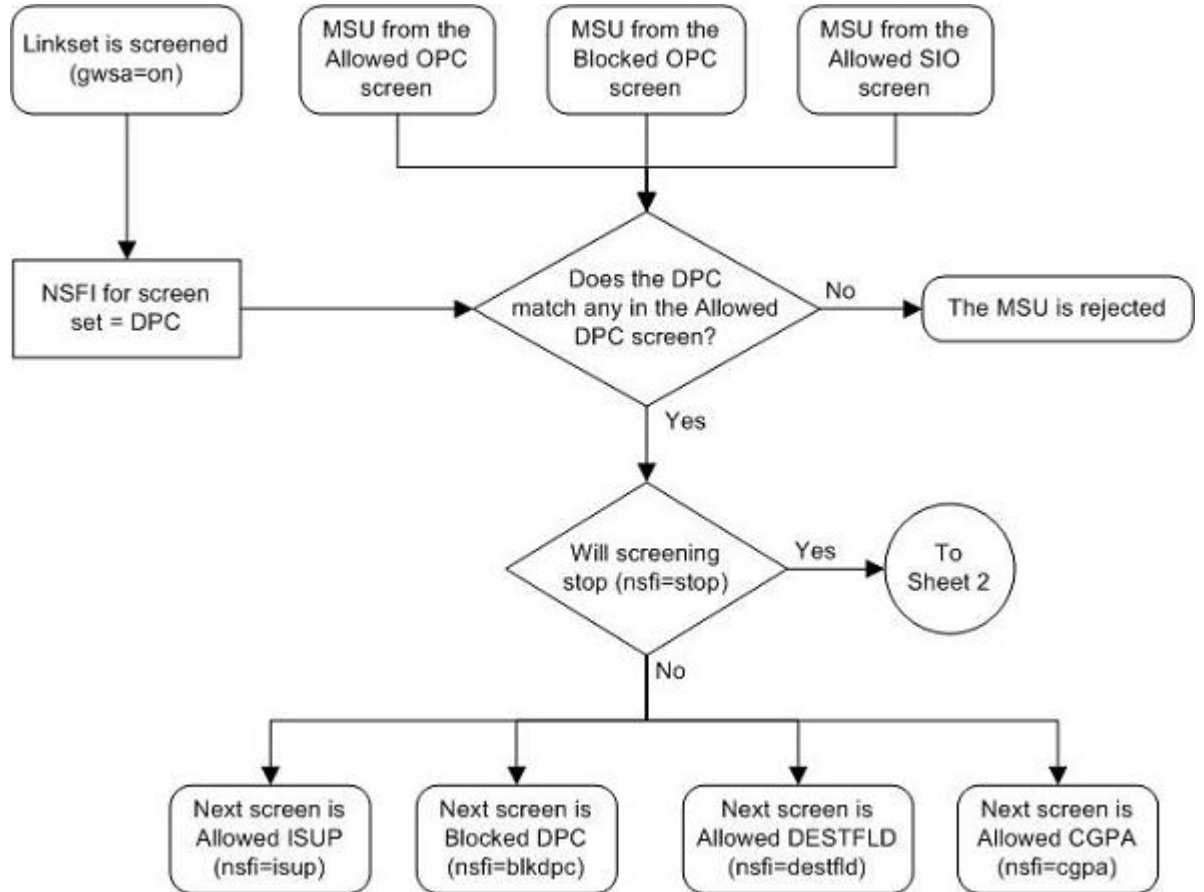 Linkset is screened
(gwsa=on)
MSU from the
Allowed OPC
screen
MSU from the
Blocked OPC
screen
MSU from the
Allowed SIO
screen
NSFI for screen
set = DPC
Does the DPC
match any in the Allowed
DPC screen?
No
The MSU is rejected
Yes
Will screening
stop (nsfi=stop)
Yes
To
Sheet 2
No
Next screen is
Allowed ISUP
(nsfi=isup)
Next screen is
Blocked DPC
(nsfi=blkdpc)
Next screen is
Allowed DESTFLD
(nsfi=destfld)
Next screen is
Allowed CGPA
(nsfi=cgpa)